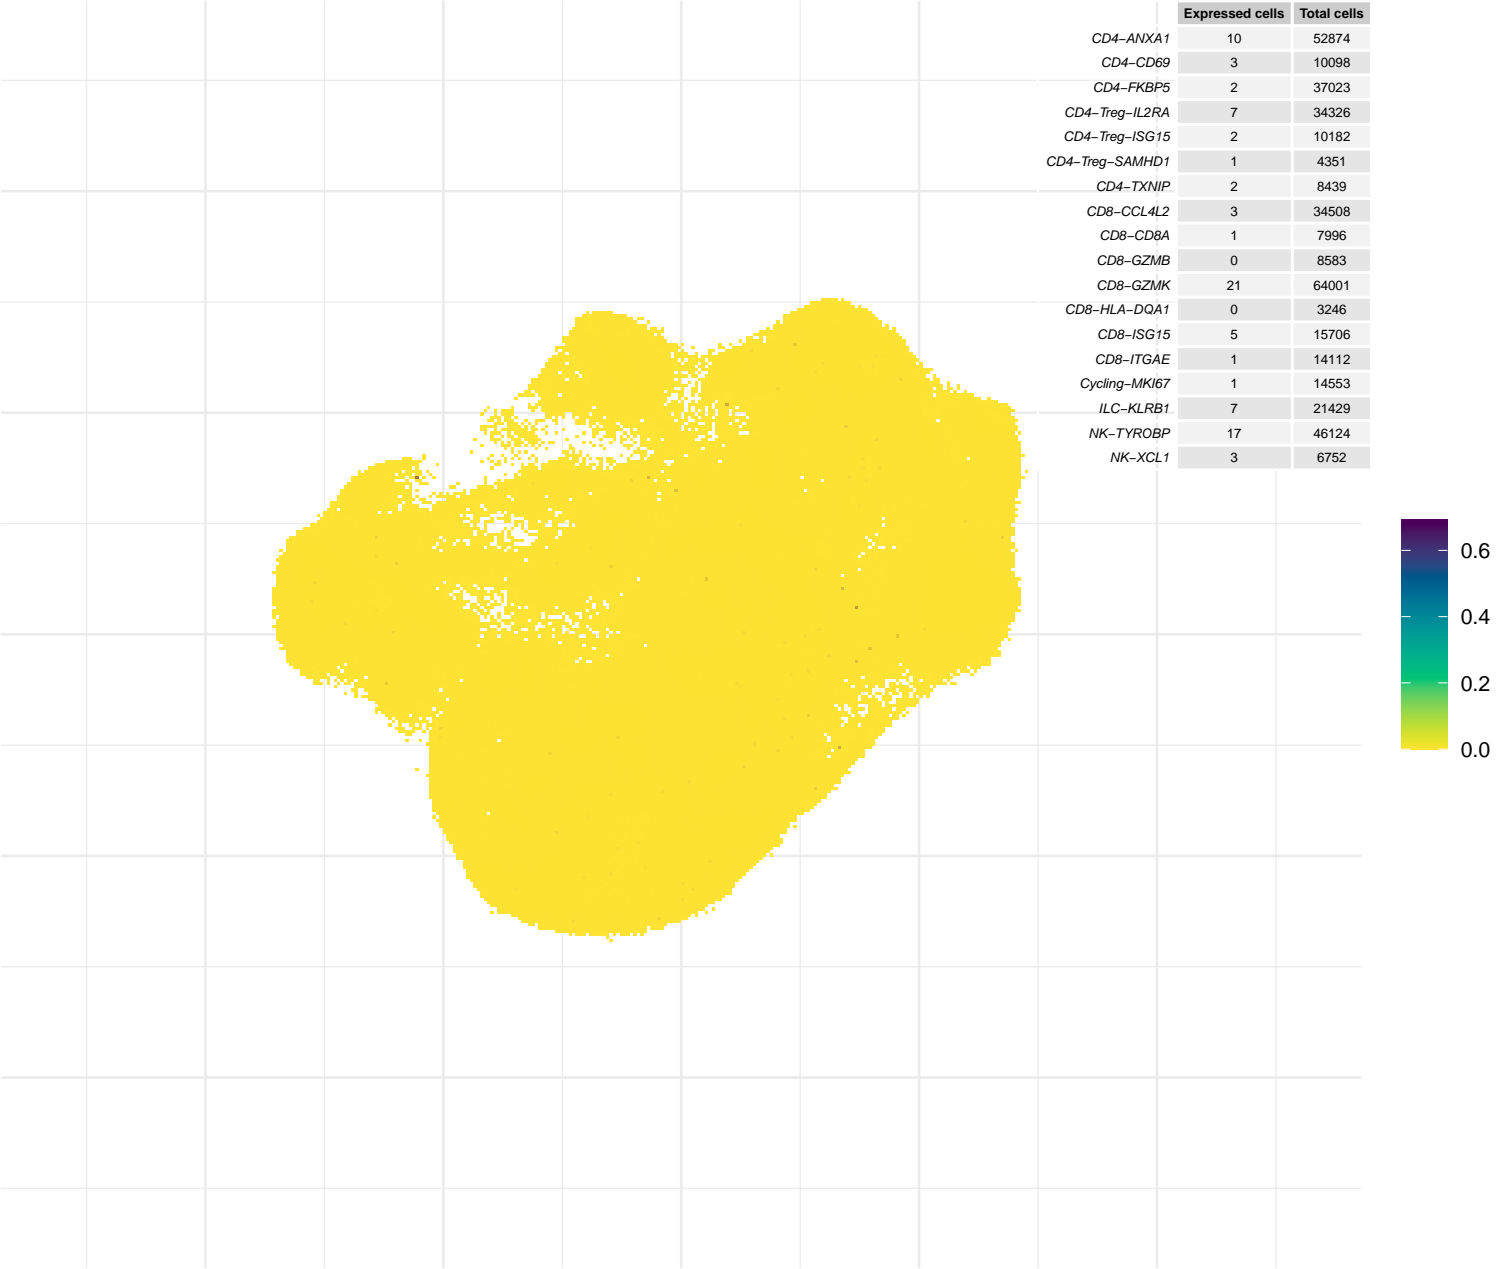 Expressed cells Total cells
CD4−ANXA1 10 52874
CD4−CD69 3 10098
CD4−FKBP5 2 37023
CD4−Treg−IL2RA 7 34326
CD4−Treg−ISG15 2 10182
CD4−Treg−SAMHD1 1 4351
CD4−TXNIP 2 8439
CD8−CCL4L2 3 34508
CD8−CD8A 1 7996
CD8−GZMB 0 8583
CD8−GZMK 21 64001
CD8−HLA−DQA1 0 3246
CD8−ISG15 5 15706
CD8−ITGAE 1 14112
Cycling−MKI67 1 14553
ILC−KLRB1 7 21429
NK−TYROBP 17 46124
NK−XCL1 3 6752
0.6
0.4
0.2
0.0